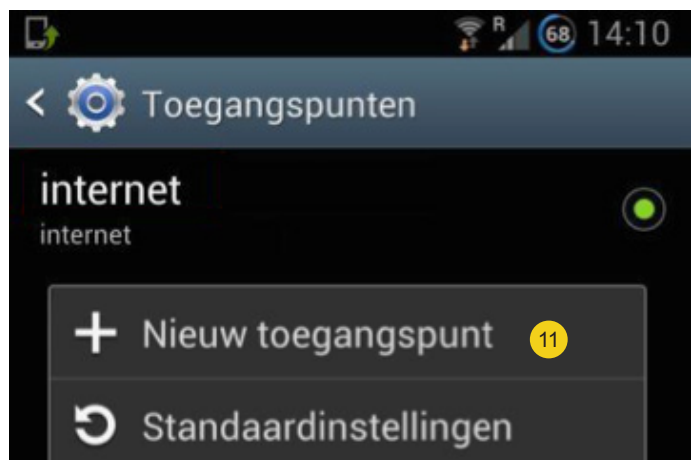 R 68 14:10
< Toegangspunten
internet
internet
Nieuw toegangspunt 11
Standaardinstellingen